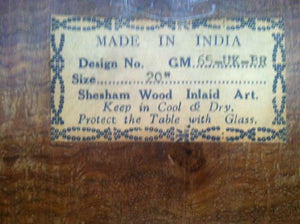 MADE IN INDIA
Design No. GM. 65-UK-BR
Size 20"
Shesham Wood Inlaid Art.
Keep in Cool & Dry.
Protect the Table with Glass.